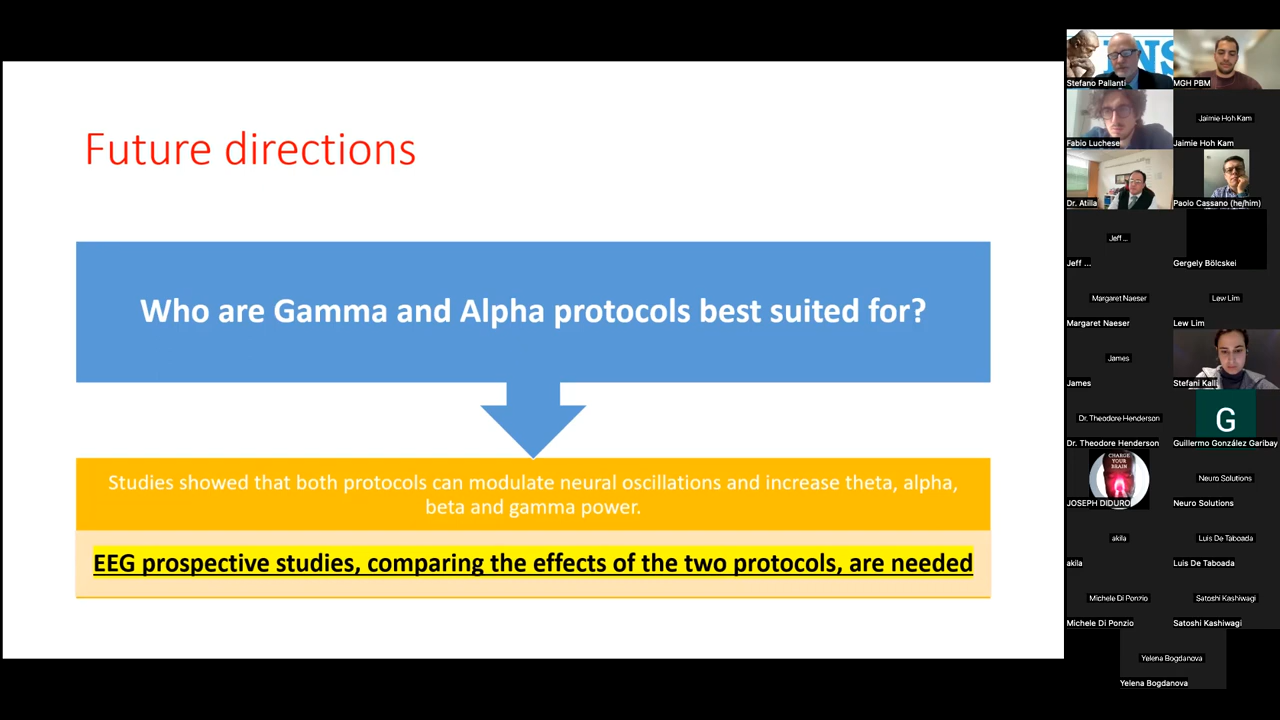 Future directions
Who are Gamma and Alpha protocols best suited for?
Studies showed that both protocols can modulate neural oscillations and increase theta, alpha,
beta and gamma power.
EEG prospective studies, comparing the effects of the two protocols, are needed
Stefano Pallanti
MGH PBM
Fabio Luchese
Jaimie Hoh Kam
Jaimie Hoh Kam
Dr. Atilla
Paolo Cassano (he/him)
Jeff ...
Jeff ...
Gergely Bölcskei
Margaret Naeser
Margaret Naeser
Lew Lim
Lew Lim
James
James
Stefani Kalli
Dr. Theodore Henderson
Dr. Theodore Henderson
G
Guillermo González Garibay
CHARGE
YOUR
BRAIN
JOSEPH DIDURO
Neuro Solutions
Neuro Solutions
akila
akila
Luis De Taboada
Luis De Taboada
Michele Di Ponzio
Michele Di Ponzio
Satoshi Kashiwagi
Satoshi Kashiwagi
Yelena Bogdanova
Yelena Bogdanova